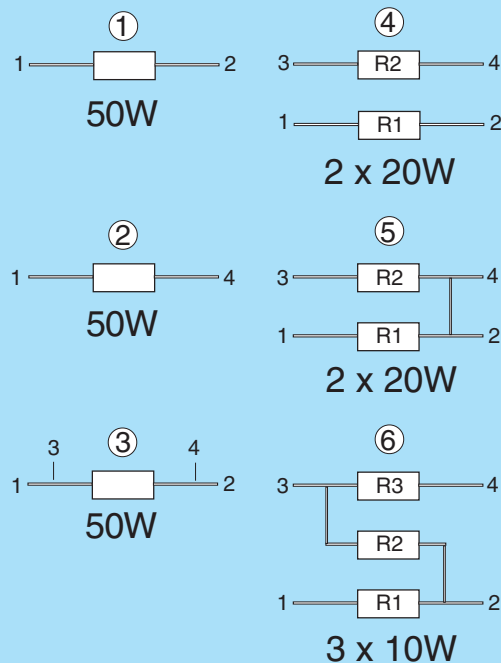 ①
1 2
50W
②
1 4
50W
③
3 4
1 2
50W
④
3 R2 4
1 R1 2
2 x 20W
⑤
3 R2 4
1 R1 2
2 x 20W
⑥
3 R3 4
R2
1 R1 2
3 x 10W